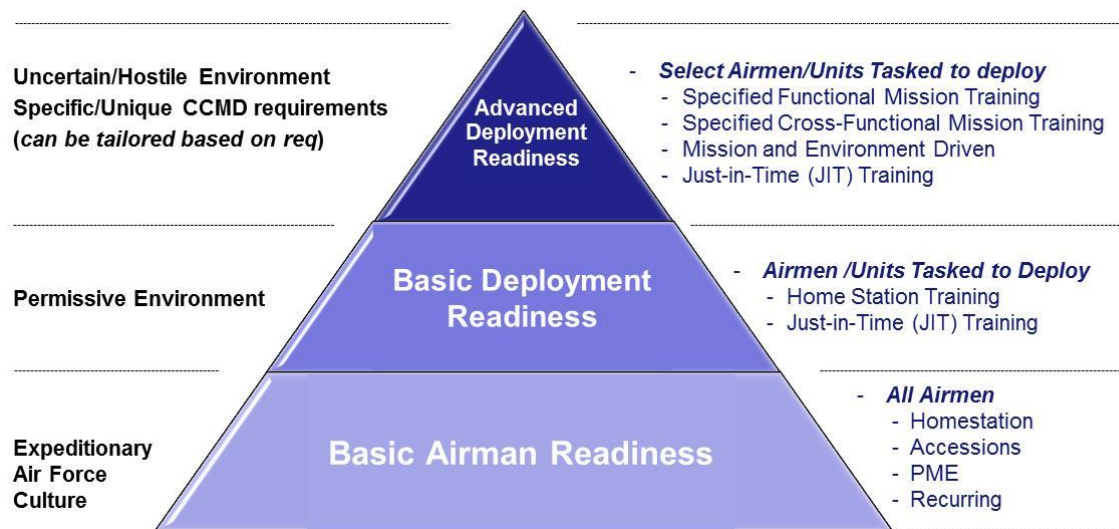 Uncertain/Hostile Environment
Specific/Unique CCMD requirements
(can be tailored based on req)
Advanced
Deployment
Readiness
- Select Airmen/Units Tasked to deploy
- Specified Functional Mission Training
- Specified Cross-Functional Mission Training
- Mission and Environment Driven
- Just-in-Time (JIT) Training
Permissive Environment
Basic Deployment
Readiness
- Airmen /Units Tasked to Deploy
- Home Station Training
- Just-in-Time (JIT) Training
Expeditionary
Air Force
Culture
Basic Airman Readiness
- All Airmen
- Homestation
- Accessions
- PME
- Recurring